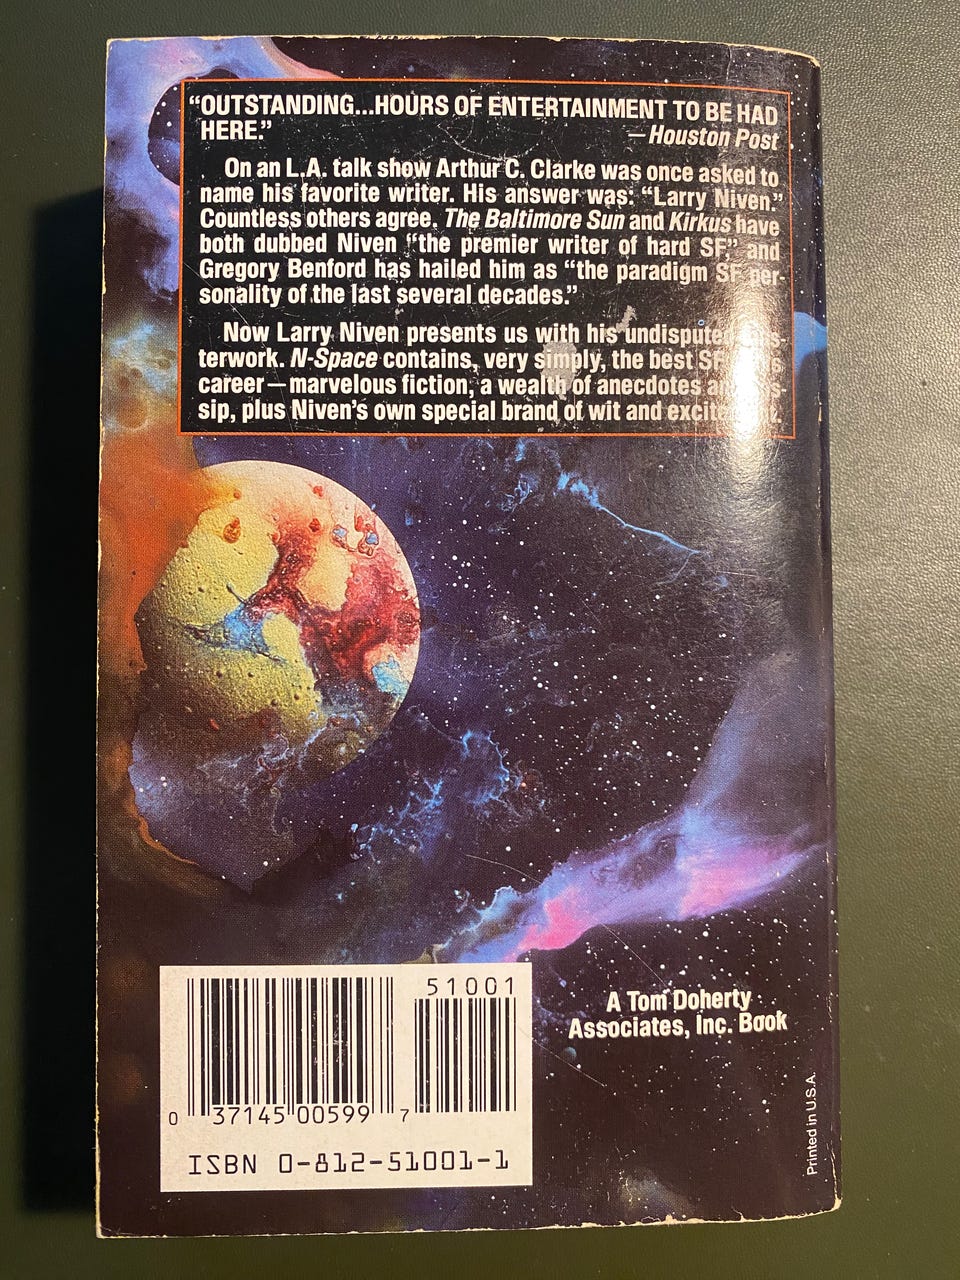 “OUTSTANDING...HOURS OF ENTERTAINMENT TO BE HAD
HERE.”
—Houston Post
On an L.A. talk show Arthur C. Clarke was once asked to
name his favorite writer. His answer was: “Larry Niven.”
Countless others agree. The Baltimore Sun and Kirkus have
both dubbed Niven “the premier writer of hard SF,” and
Gregory Benford has hailed him as “the paradigm SF per-
sonality of the last several decades.”
Now Larry Niven presents us with his undisputed
terwork. N-Space contains, very simply, the best SF
career—marvelous fiction, a wealth of anecdotes
sip, plus Niven’s own special brand of wit and
51001
0 37145 00599 7
ISBN 0-812-51001-1
A Tom Doherty
Associates, Inc. Book
Printed in U.S.A.